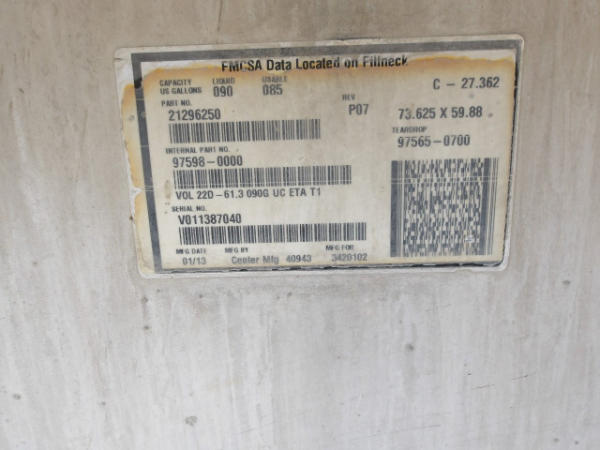 FMCSA Data Located on Fillneck
CAPACITY US GALLONS LIQUID 090 USABLE 085 C - 27.362
PART NO. 21296250 REV P07 73.625 X 59.88
TEARDROP 97565-0700
INTERNAL PART NO.
97598-0000
VOL 22D-61.3 090G UC ETA T1
SERIAL NO.
V011387040
MFG DATE MFG BY MFG FOR
01/13 Center Mfg 40943 3420102